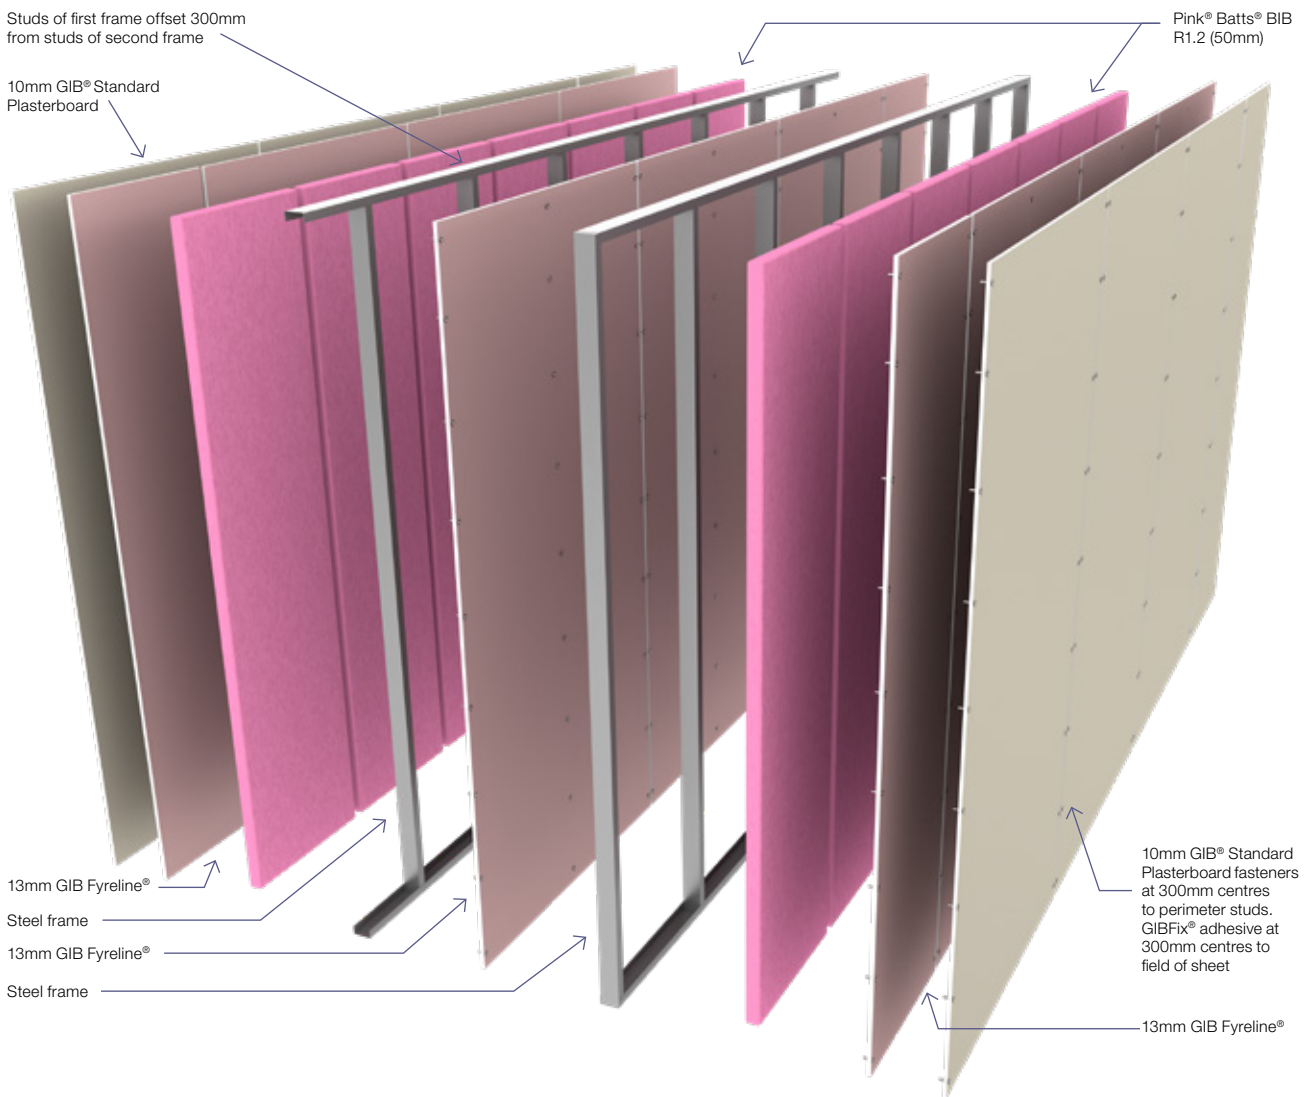 Studs of first frame offset 300mm
from studs of second frame
Pink® Batts® BIB
R1.2 (50mm)
10mm GIB® Standard
Plasterboard
13mm GIB Fyreline®
Steel frame
13mm GIB Fyreline®
Steel frame
10mm GIB® Standard
Plasterboard fasteners
at 300mm centres
to perimeter studs.
GIBFix® adhesive at
300mm centres to
field of sheet
13mm GIB Fyreline®